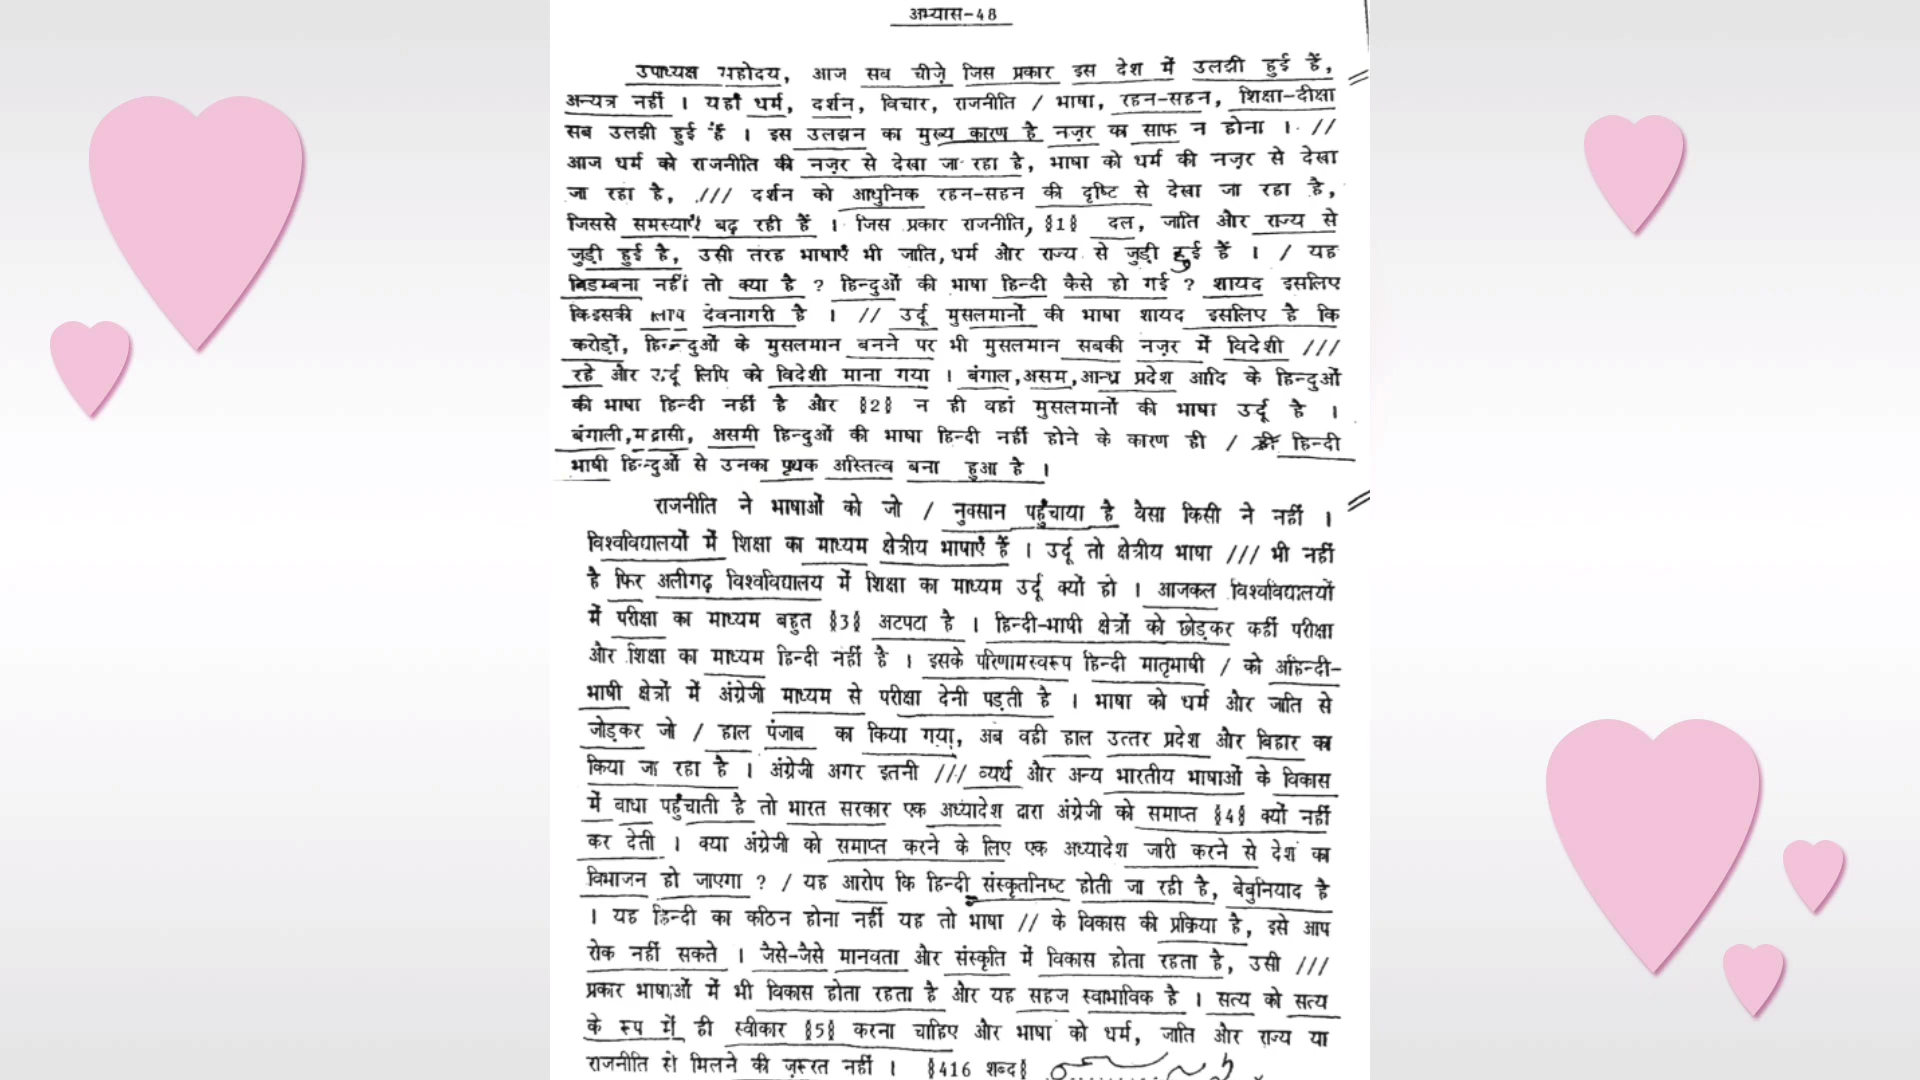 अभ्यास-48
उपाध्यक्ष महोदय, आज सब चीज़े जिस प्रकार इस देश में उलझी हुई हैं,
अन्यत्र नहीं । यहाँ धर्म, दर्शन, विचार, राजनीति / भाषा, रहन-सहन, शिक्षा-दीक्षा
सब उलझी हुई हैं । इस उलझन का मुख्य कारण है नज़र का साफ न होना । //
आज धर्म को राजनीति की नज़र से देखा जा रहा है, भाषा को धर्म की नज़र से देखा
जा रहा है, /// दर्शन को आधुनिक रहन-सहन की दृष्टि से देखा जा रहा है,
जिससे समस्याएँ बढ़ रही हैं । जिस प्रकार राजनीति, §1§ दल, जाति और राज्य से
जुड़ी हुई है, उसी तरह भाषाएँ भी जाति,धर्म और राज्य से जुड़ी हुई हैं । / यह
विडम्बना नहीं तो क्या है ? हिन्दुओं की भाषा हिन्दी कैसे हो गई ? शायद इसलिए
किइसकी लिपि देवनागरी है । // उर्दू मुसलमानों की भाषा शायद इसलिए है कि
करोड़ों, हिन्दुओं के मुसलमान बनने पर भी मुसलमान सबकी नज़र में विदेशी ///
रहे और उर्दू लिपि को विदेशी माना गया । बंगाल,असम,आन्ध्र प्रदेश आदि के हिन्दुओं
की भाषा हिन्दी नहीं है और §2§ न ही वहां मुसलमानों की भाषा उर्दू है ।
बंगाली,मद्रासी, असमी हिन्दुओं की भाषा हिन्दी नहीं होने के कारण ही / ही हिन्दी
भाषी हिन्दुओं से उनका पृथक अस्तित्व बना हुआ है ।
राजनीति ने भाषाओं को जो / नुक्सान पहुँचाया है वैसा किसी ने नहीं ।
विश्वविद्यालयों में शिक्षा का माध्यम क्षेत्रीय भाषाएँ हैं । उर्दू तो क्षेत्रीय भाषा /// भी नहीं
है फिर अलीगढ़ विश्वविद्यालय में शिक्षा का माध्यम उर्दू क्यों हो । आजकल विश्वविद्यालयों
में परीक्षा का माध्यम बहुत §3§ अटपटा है । हिन्दी-भाषी क्षेत्रों को छोड़कर कहीं परीक्षा
और शिक्षा का माध्यम हिन्दी नहीं है । इसके परिणामस्वरूप हिन्दी मातृभाषी / को अहिन्दी-
भाषी क्षेत्रों में अंग्रेजी माध्यम से परीक्षा देनी पड़ती है । भाषा को धर्म और जाति से
जोड़कर जो / हाल पंजाब का किया गया, अब वही हाल उत्तर प्रदेश और बिहार का
किया जा रहा है । अंग्रेजी अगर इतनी /// व्यर्थ और अन्य भारतीय भाषाओं के विकास
में बाधा पहुँचाती है तो भारत सरकार एक अध्यादेश द्वारा अंग्रेजी को समाप्त §4§ क्यों नहीं
कर देती । क्या अंग्रेजी को समाप्त करने के लिए एक अध्यादेश जारी करने से देश का
विभाजन हो जाएगा ? / यह आरोप कि हिन्दी संस्कृतनिष्ट होती जा रही है, बेबुनियाद है
। यह हिन्दी का कठिन होना नहीं यह तो भाषा // के विकास की प्रक्रिया है, इसे आप
रोक नहीं सकते । जैसे-जैसे मानवता और संस्कृति में विकास होता रहता है, उसी ///
प्रकार भाषाओं में भी विकास होता रहता है और यह सहज स्वाभाविक है । सत्य को सत्य
के रूप में ही स्वीकार §5§ करना चाहिए और भाषा को धर्म, जाति और राज्य या
राजनीति से मिलने की ज़रूरत नहीं । §416 शब्द§